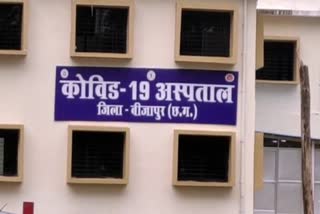 कोविड-19 अस्पताल
जिला - बीजापुर (छ.ग.)